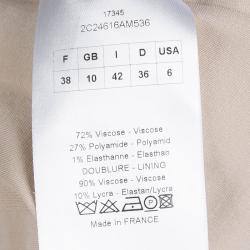 17345
2C24616AM536
F GB I D USA
38 10 42 36 6
72% Viscose - Viscose
27% Polyamide - Polyamid
1% Elasthanne - Elasthan
DOUBLURE - LINING
90% Viscose - Viscose
10% Lycra - Elastan/Lycra
Made In FRANCE